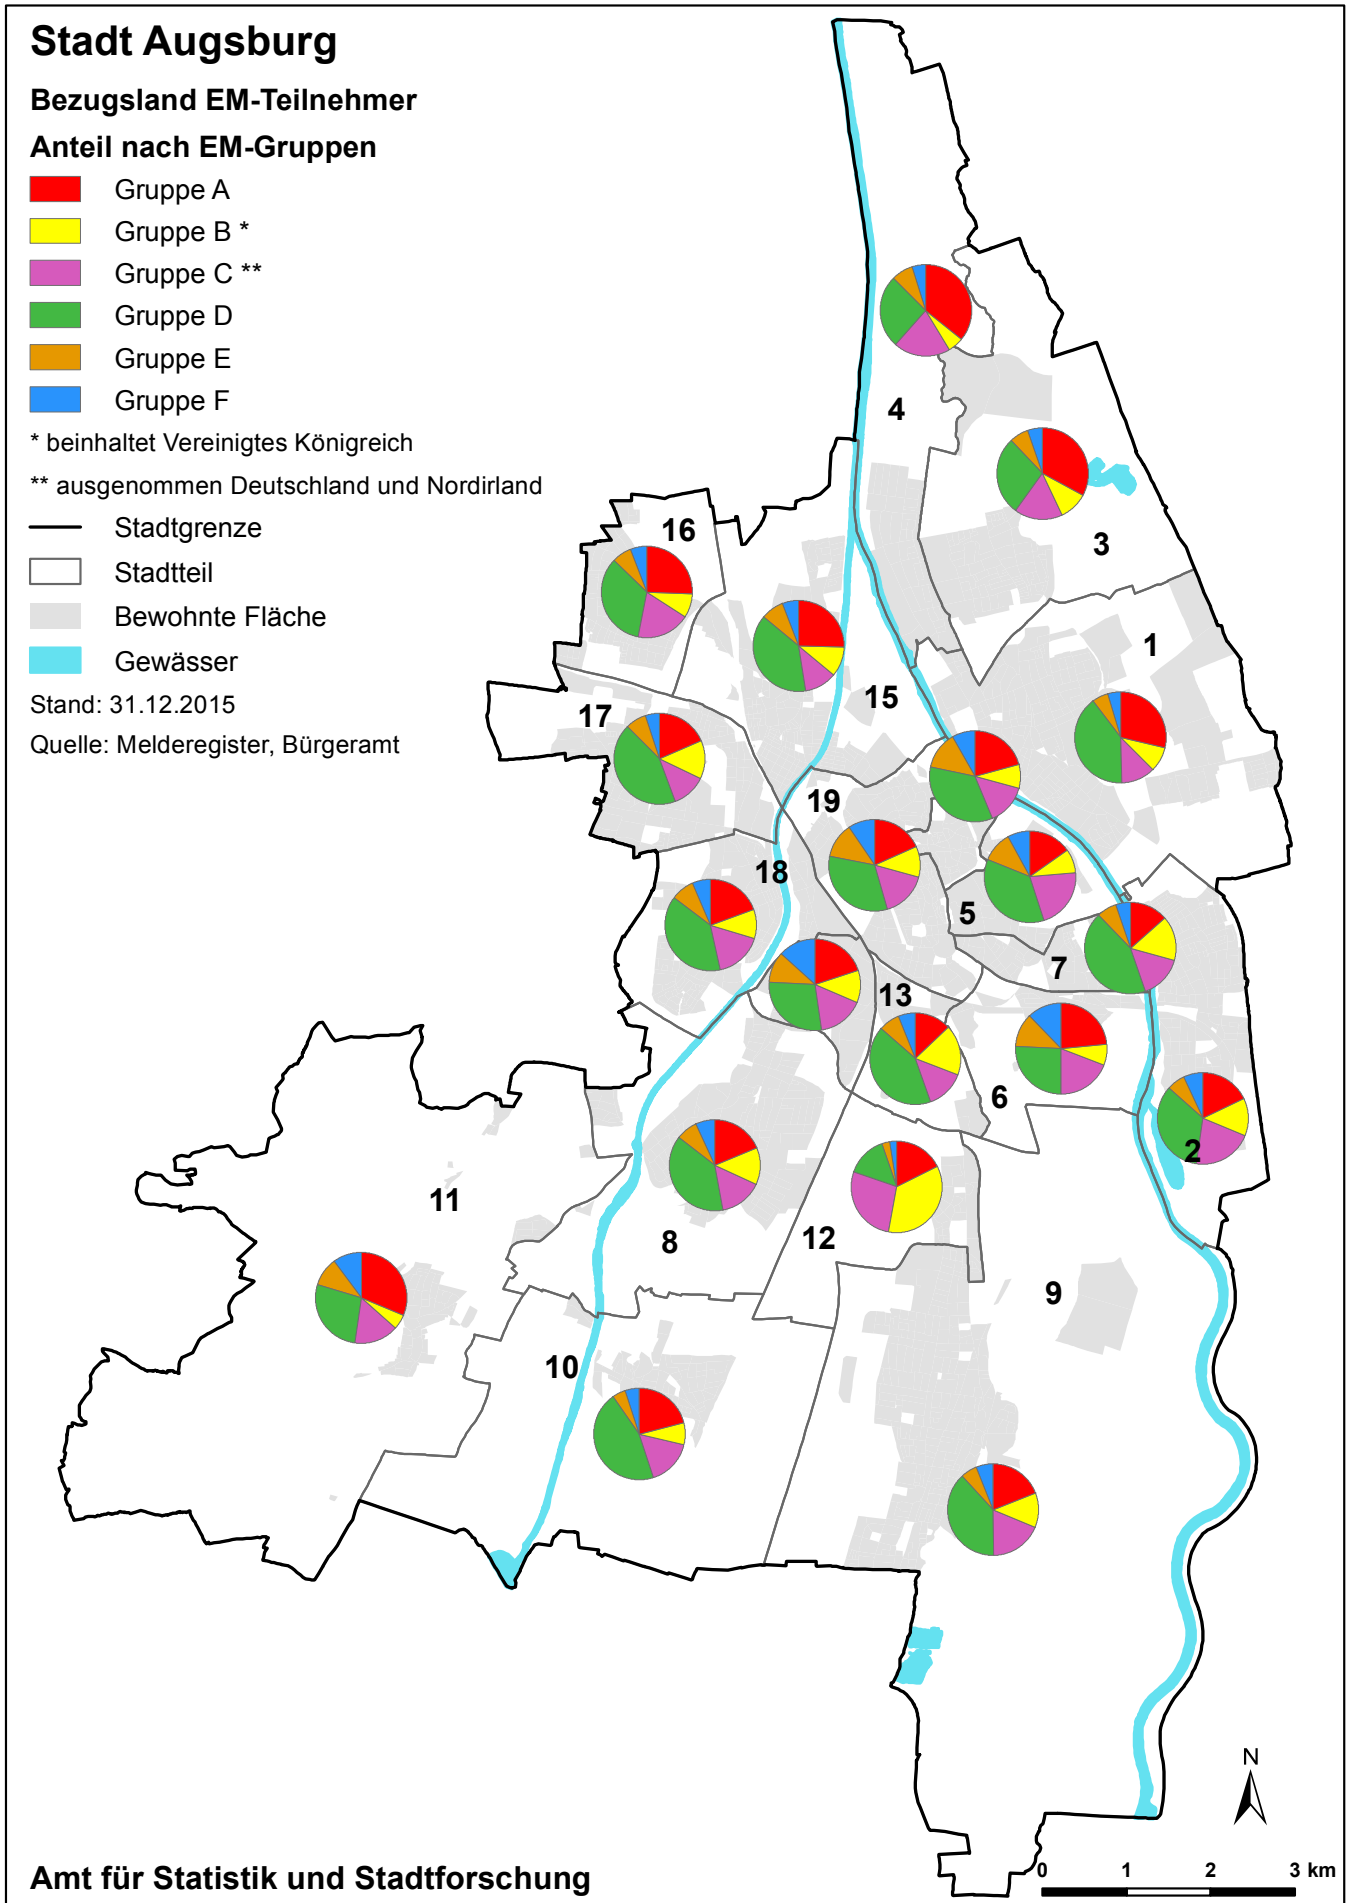 Stadt Augsburg
Bezugsland EM-Teilnehmer
Anteil nach EM-Gruppen
Gruppe A
Gruppe B *
Gruppe C **
Gruppe D
Gruppe E
Gruppe F
* beinhaltet Vereinigtes Königreich
** ausgenommen Deutschland und Nordirland
Stadtgrenze
Stadtteil
Bewohnte Fläche
Gewässer
Stand: 31.12.2015
Quelle: Melderegister, Bürgeramt
4
16
3
1
15
17
19
18
5
7
13
6
2
11
8
12
9
10
N
0 1 2 3 km
Amt für Statistik und Stadtforschung